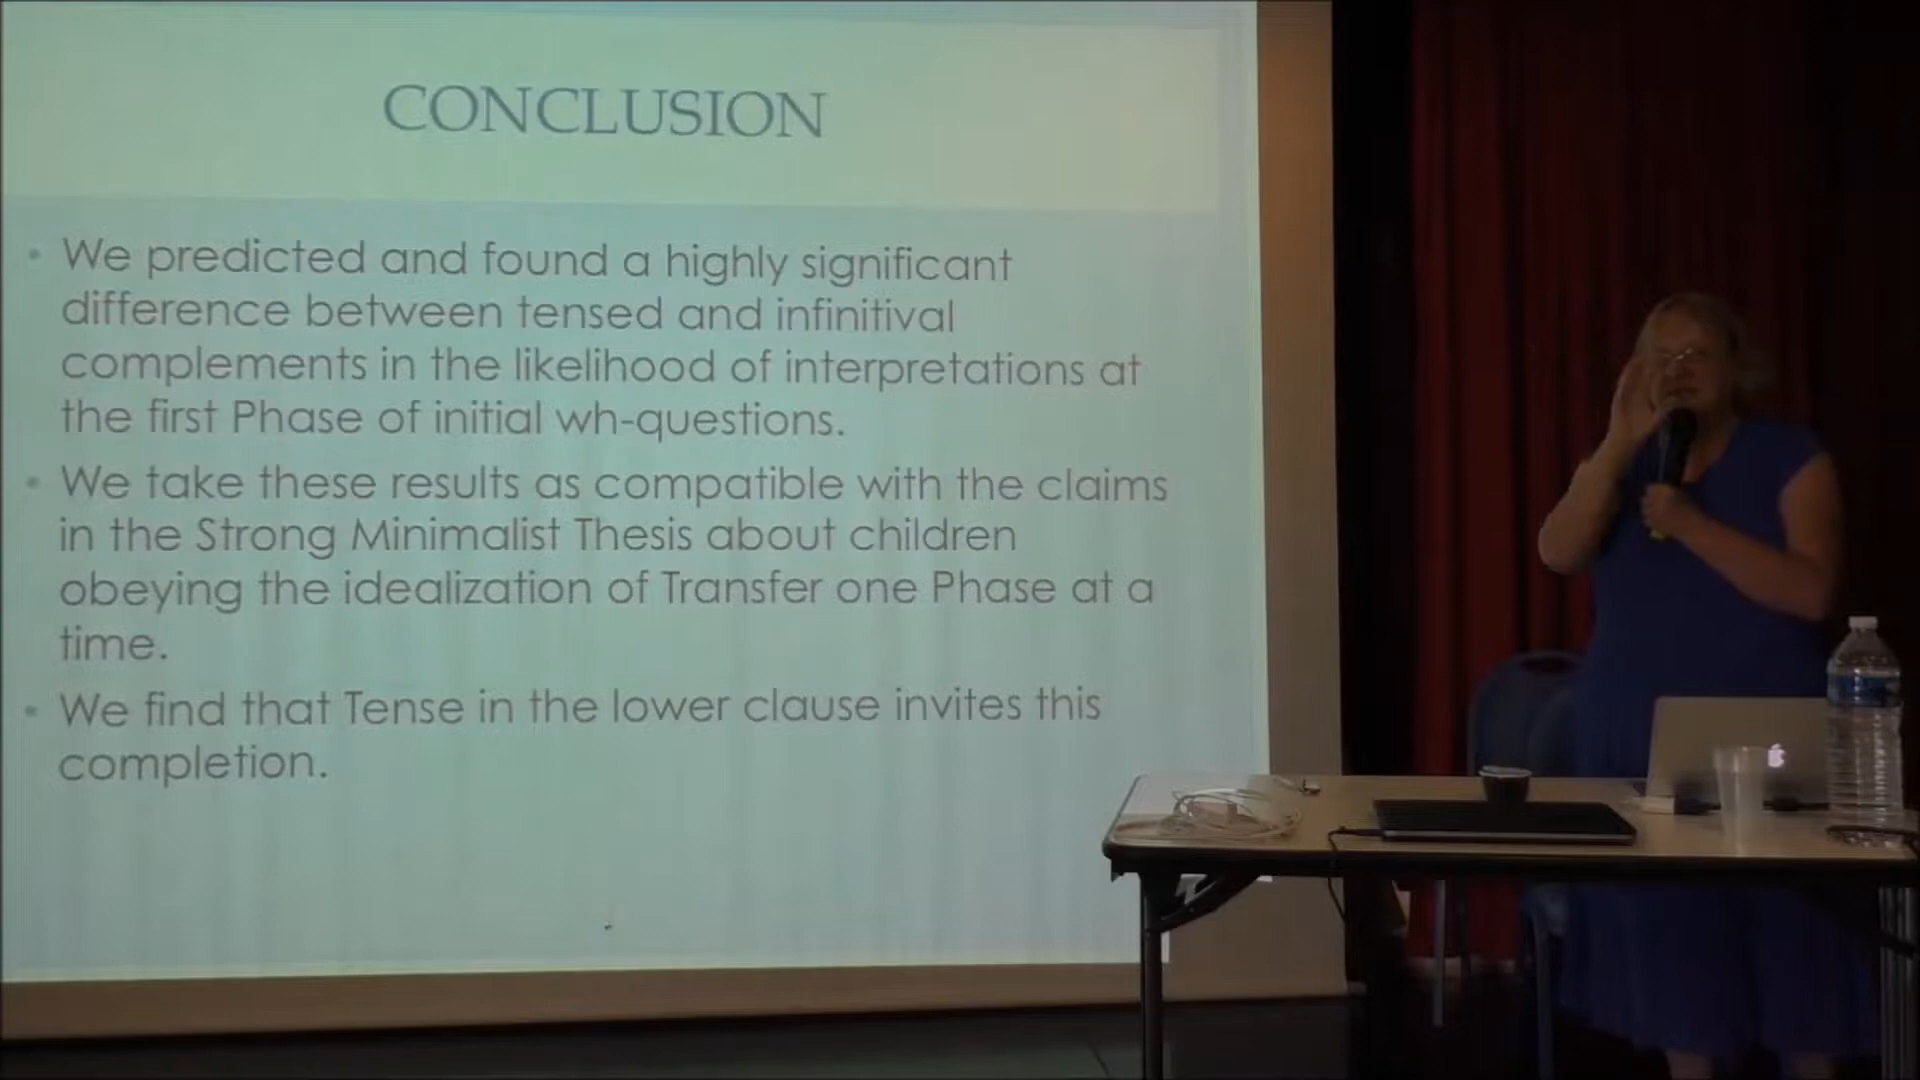 CONCLUSION
• We predicted and found a highly significant
difference between tensed and infinitival
complements in the likelihood of interpretations at
the first Phase of initial wh-questions.
• We take these results as compatible with the claims
in the Strong Minimalist Thesis about children
obeying the idealization of Transfer one Phase at a
time.
• We find that Tense in the lower clause invites this
completion.